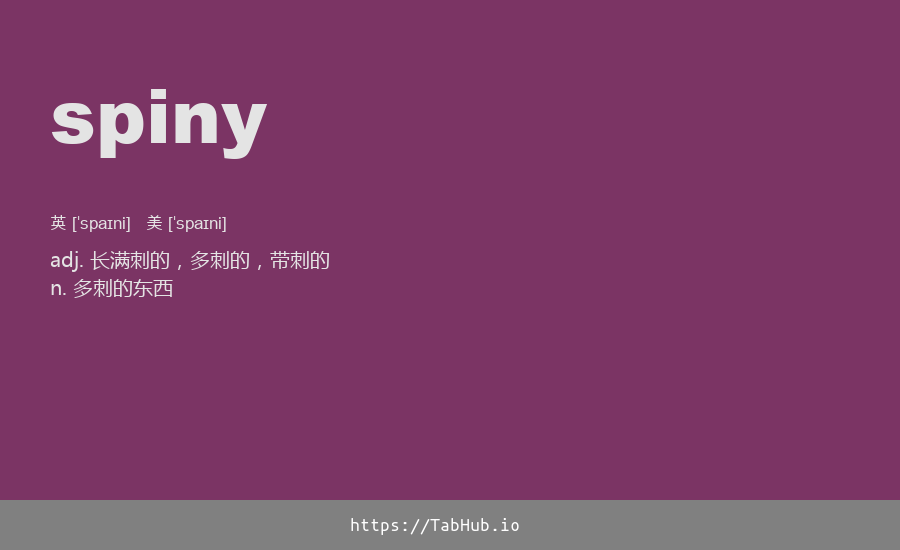 spiny
英 [ˈspaɪni]   美 [ˈspaɪni]
adj. 长满刺的，多刺的，带刺的
n. 多刺的东西
https://TabHub.io